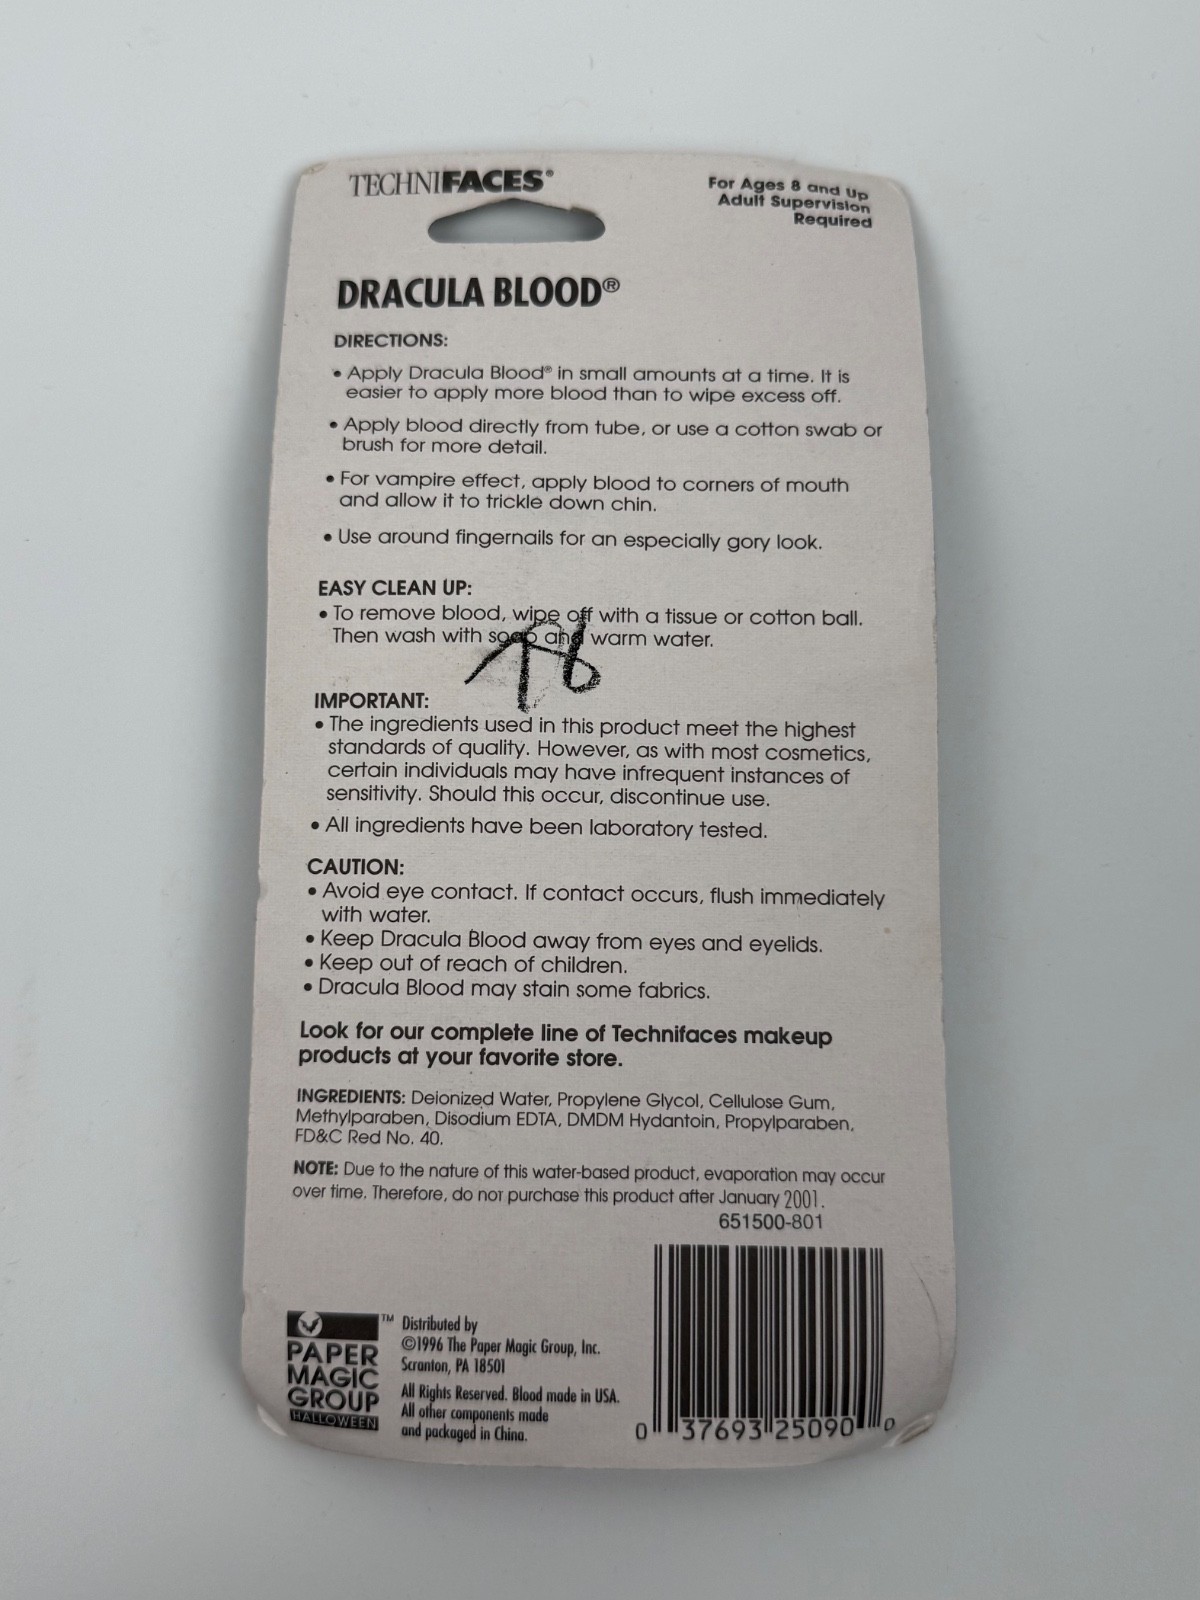 TECHNIFACES®
For Ages 8 and Up
Adult Supervision
Required
DRACULA BLOOD®
DIRECTIONS:
• Apply Dracula Blood® in small amounts at a time. It is
easier to apply more blood than to wipe excess off.
• Apply blood directly from tube, or use a cotton swab or
brush for more detail.
• For vampire effect, apply blood to corners of mouth
and allow it to trickle down chin.
• Use around fingernails for an especially gory look.
EASY CLEAN UP:
• To remove blood, wipe off with a tissue or cotton ball.
Then wash with soap and warm water.
IMPORTANT:
• The ingredients used in this product meet the highest
standards of quality. However, as with most cosmetics,
certain individuals may have infrequent instances of
sensitivity. Should this occur, discontinue use.
• All ingredients have been laboratory tested.
CAUTION:
• Avoid eye contact. If contact occurs, flush immediately
with water.
• Keep Dracula Blood away from eyes and eyelids.
• Keep out of reach of children.
• Dracula Blood may stain some fabrics.
Look for our complete line of Technifaces makeup
products at your favorite store.
INGREDIENTS: Deionized Water, Propylene Glycol, Cellulose Gum,
Methylparaben, Disodium EDTA, DMDM Hydantoin, Propylparaben,
FD&C Red No. 40.
NOTE: Due to the nature of this water-based product, evaporation may occur
over time. Therefore, do not purchase this product after January 2001.
651500-801
PAPER
MAGIC
GROUP
HALLOWEEN
™
Distributed by
©1996 The Paper Magic Group, Inc.
Scranton, PA 18501
All Rights Reserved. Blood made in USA.
All other components made
and packaged in China.
0 37693 25090 0